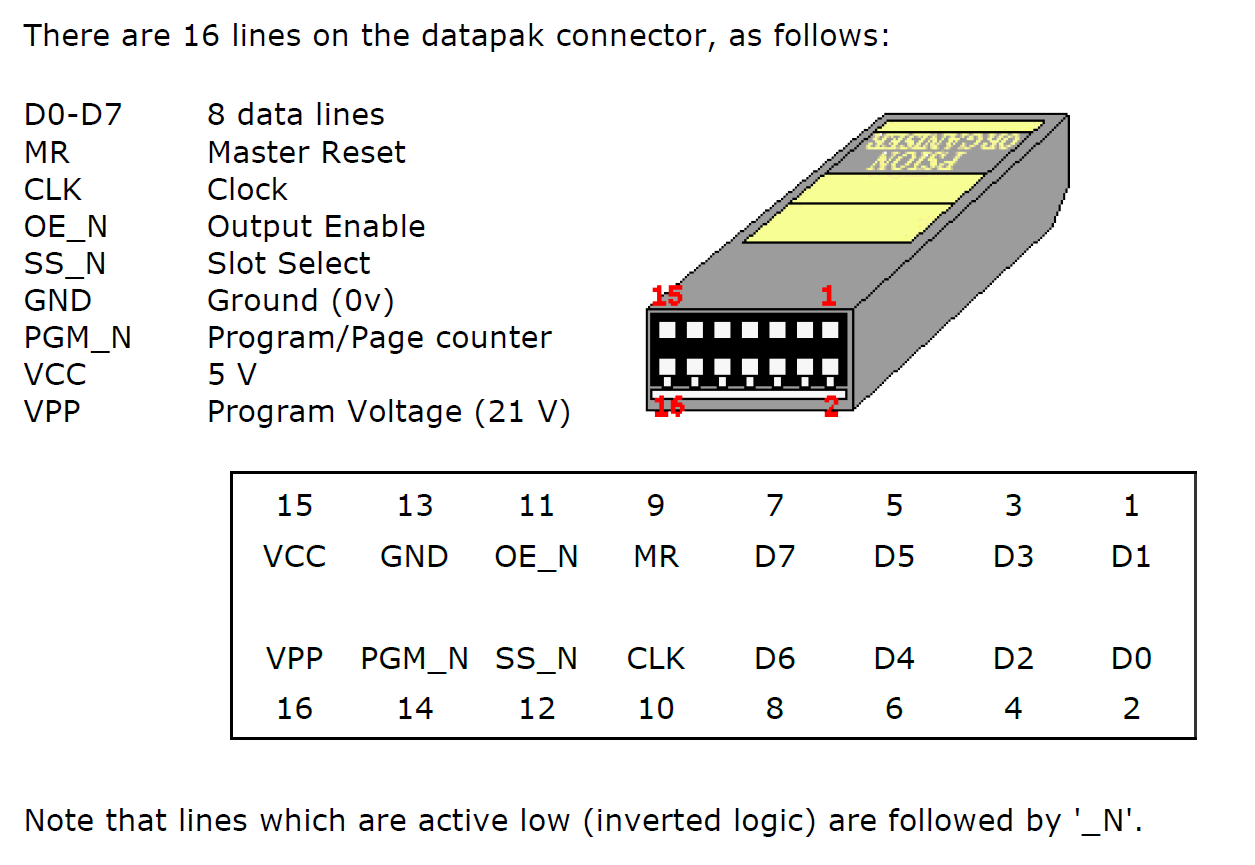 There are 16 lines on the datapak connector, as follows:
D0-D7 8 data lines
MR Master Reset
CLK Clock
OE_N Output Enable
SS_N Slot Select
GND Ground (0v)
PGM_N Program/Page counter
VCC 5 V
VPP Program Voltage (21 V)
ORGANISER
PSION
15 1
16 2
15 13 11 9 7 5 3 1
VCC GND OE_N MR D7 D5 D3 D1
VPP PGM_N SS_N CLK D6 D4 D2 D0
16 14 12 10 8 6 4 2
Note that lines which are active low (inverted logic) are followed by '_N'.